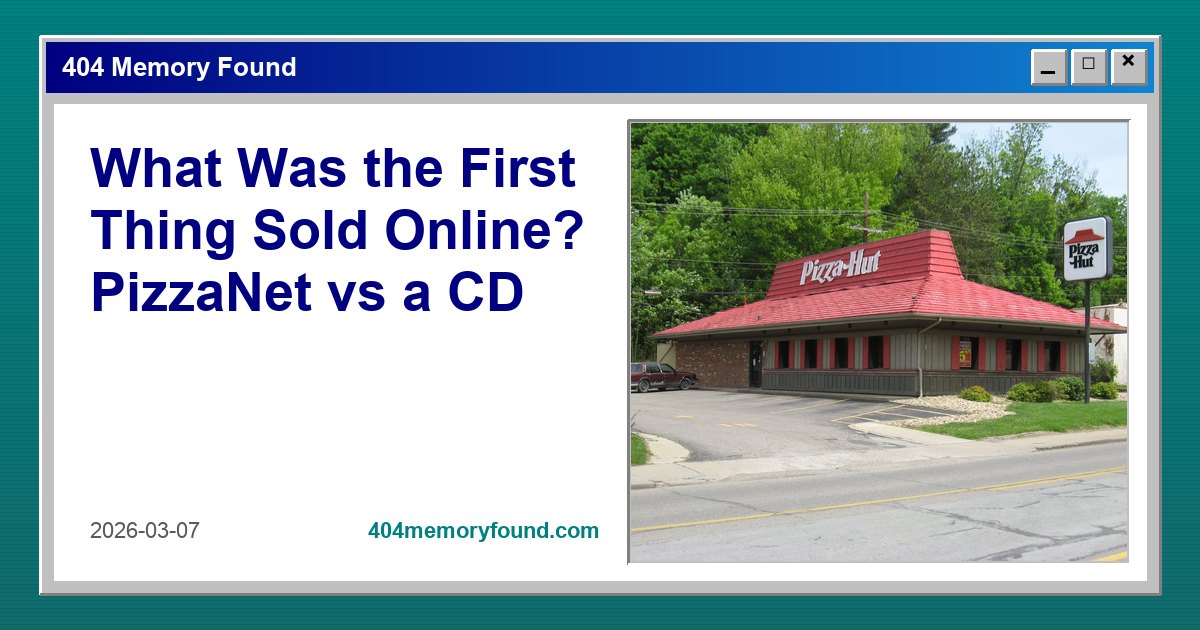 404 Memory Found
What Was the First
Thing Sold Online?
PizzaNet vs a CD
2026-03-07
404memoryfound.com
Pizza Hut
Pizza
Hut